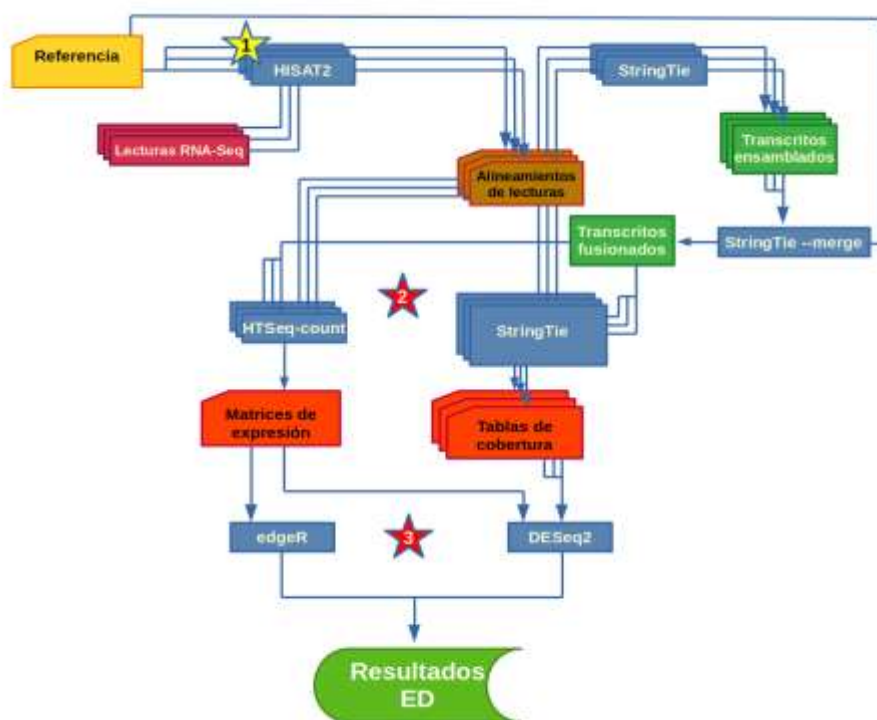 1
Referencia
HISAT2
StringTie
Lecturas RNA-Seq
Transcritos
ensamblados
Alineamientos
de lecturas
Transcritos
fusionados
StringTie --merge
2
HTSeq-count
StringTie
Matrices de
expresión
Tablas de
cobertura
edgeR
3
DESeq2
Resultados
ED